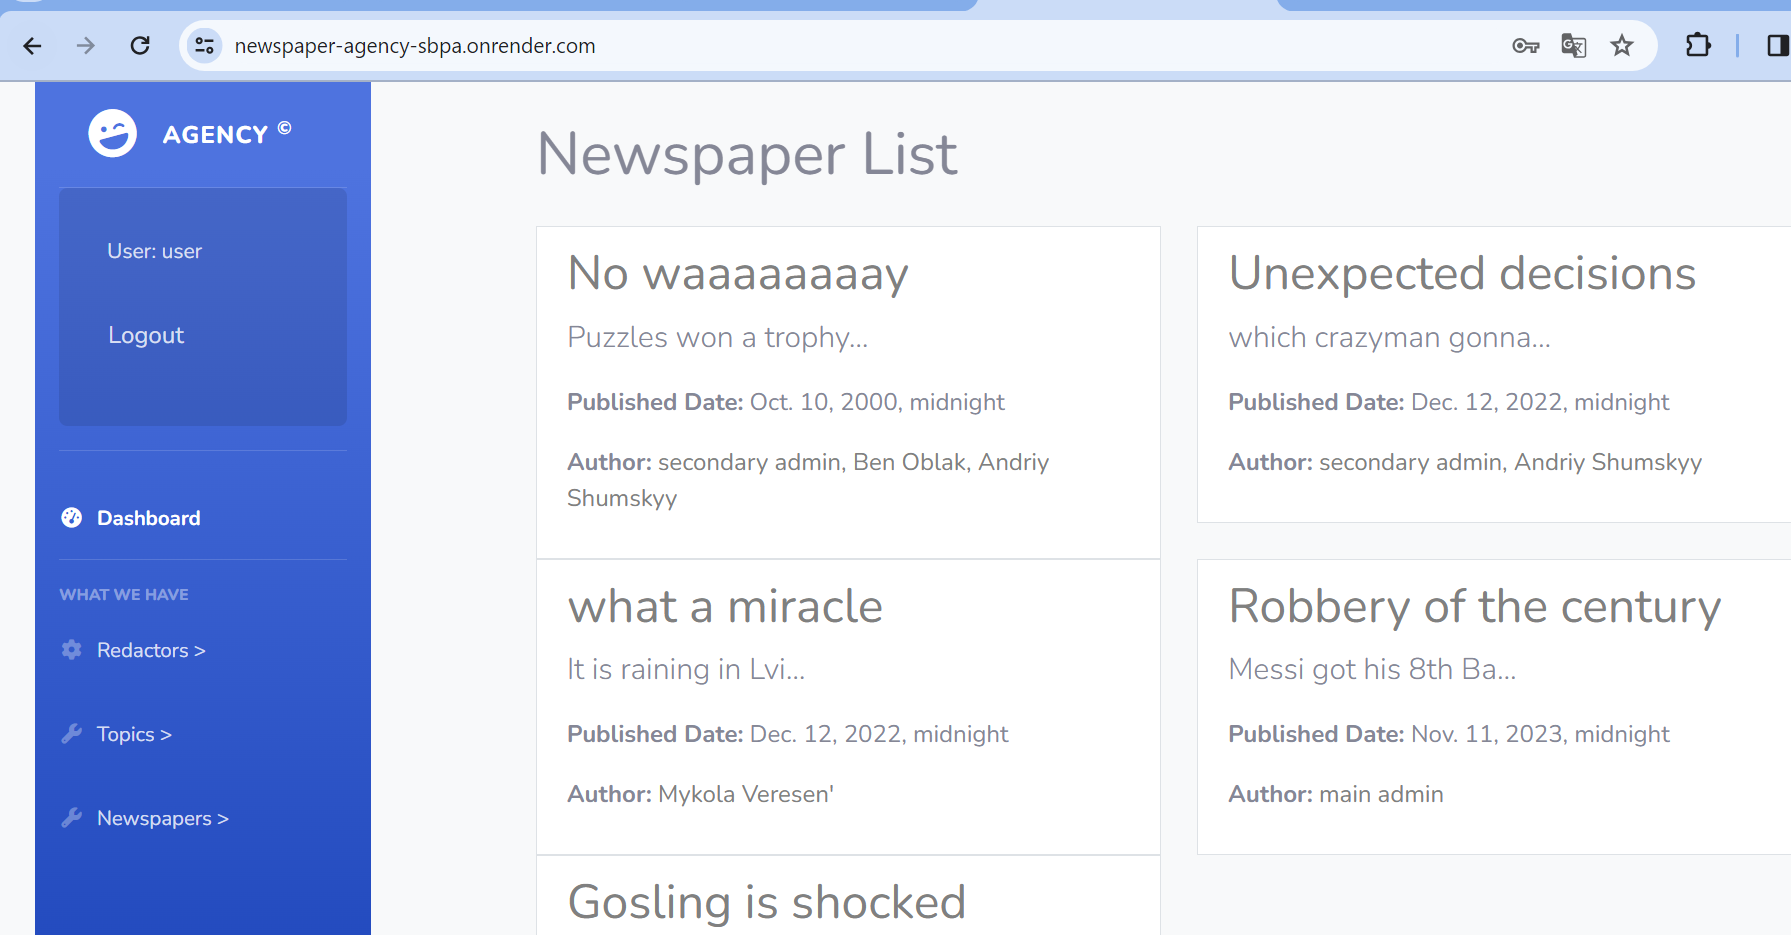 newspaper-agency-sbpa.onrender.com
AGENCY ©
User: user
Logout
Dashboard
WHAT WE HAVE
Redactors >
Topics >
Newspapers >
Newspaper List
No waaaaaaaay
Puzzles won a trophy...
Published Date: Oct. 10, 2000, midnight
Author: secondary admin, Ben Oblak, Andriy
Shumskyy
Unexpected decisions
which crazyman gonna...
Published Date: Dec. 12, 2022, midnight
Author: secondary admin, Andriy Shumskyy
what a miracle
It is raining in Lvi...
Published Date: Dec. 12, 2022, midnight
Author: Mykola Veresen'
Robbery of the century
Messi got his 8th Ba...
Published Date: Nov. 11, 2023, midnight
Author: main admin
Gosling is shocked